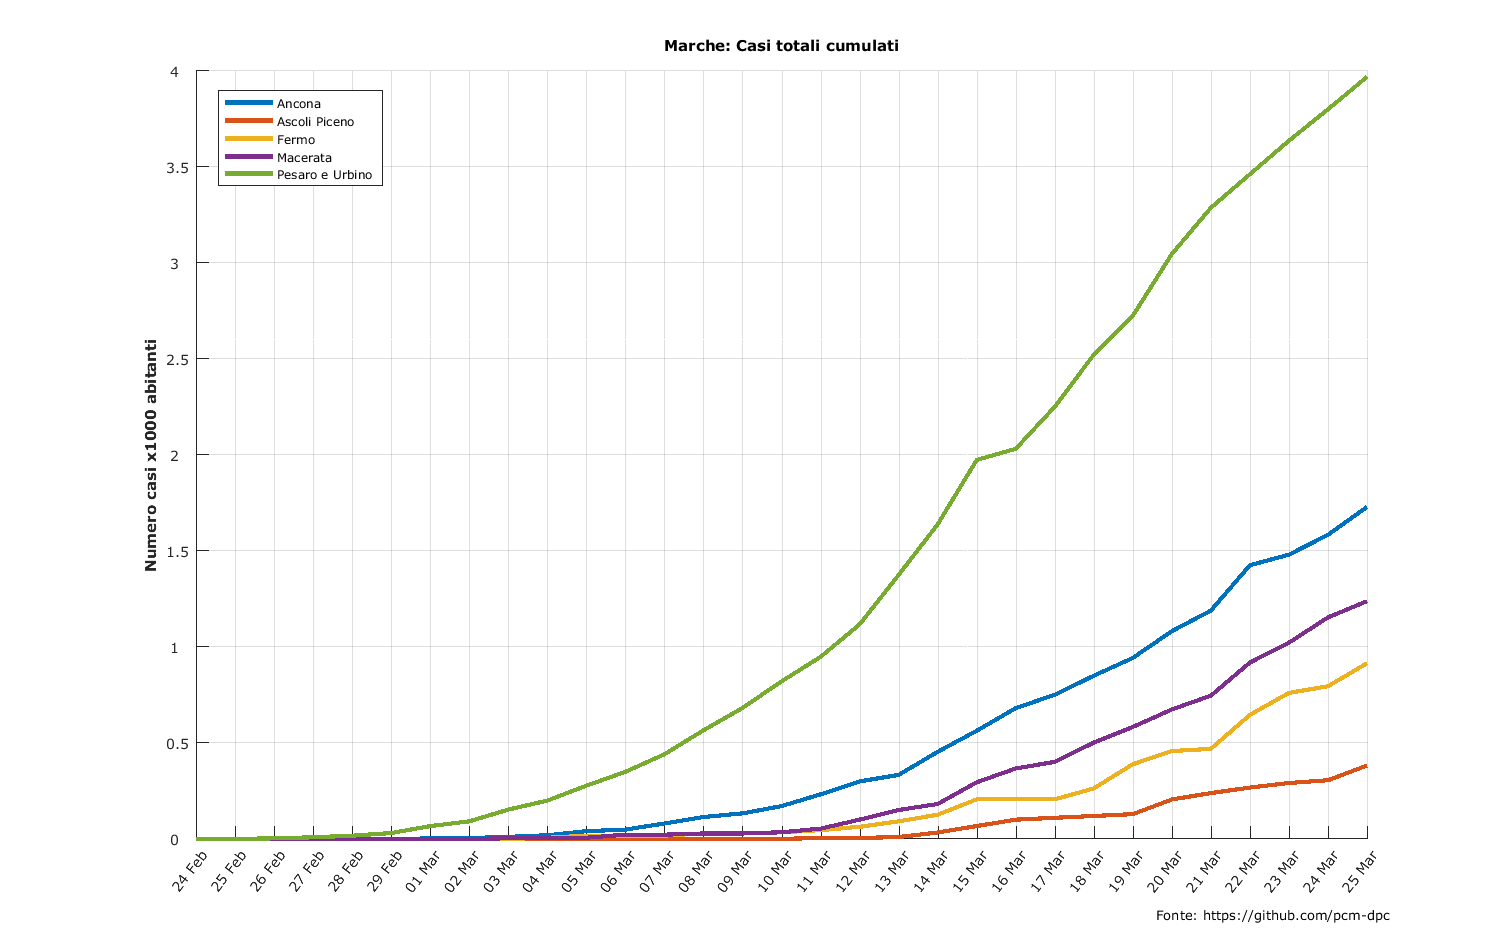 Marche: Casi totali cumulati
Numero casi x1000 abitanti
4
3.5
3
2.5
2
1.5
1
0.5
0
Ancona
Ascoli Piceno
Fermo
Macerata
Pesaro e Urbino
24 Feb
25 Feb
26 Feb
27 Feb
28 Feb
29 Feb
01 Mar
02 Mar
03 Mar
04 Mar
05 Mar
06 Mar
07 Mar
08 Mar
09 Mar
10 Mar
11 Mar
12 Mar
13 Mar
14 Mar
15 Mar
16 Mar
17 Mar
18 Mar
19 Mar
20 Mar
21 Mar
22 Mar
23 Mar
24 Mar
25 Mar
Fonte: https://github.com/pcm-dpc